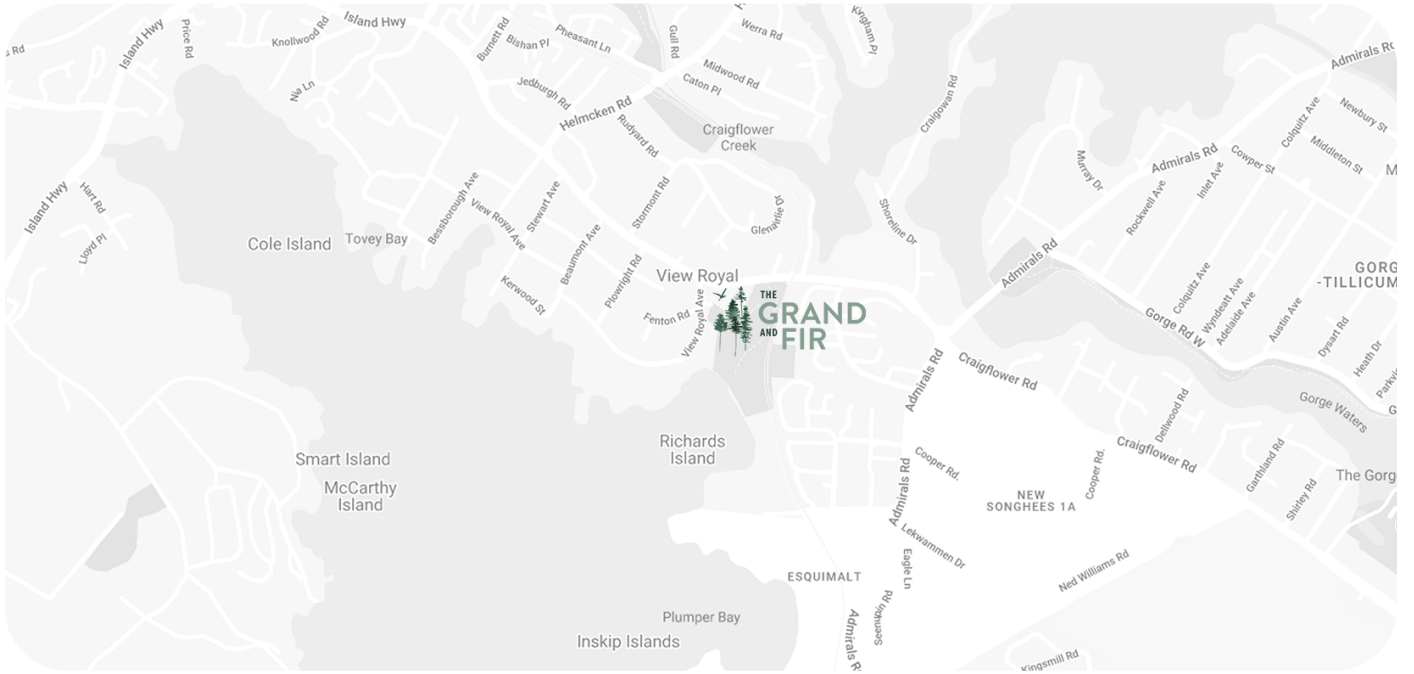 Island Hwy
Price Rd
s Rd
Knollwood Rd
Island Hwy
Burnett Rd
Bishan Pl
Pheasant Ln
Gull Rd
Werra Rd
Kingham Pl
Admirals Rd
Midwood Rd
Caton Pl
Jedburgh Rd
Helmcken Rd
Rudyard Rd
Craigflower
Creek
Craigowan Rd
Colquitz Ave
Newbury St
Middleton St
Admirals Rd
Cowper St
Murray Dr
Inlet Ave
Rockwell Ave
M
Island Hwy
Hart Rd
Lloyd Pl
Cole Island
Tovey Bay
Bessborough Ave
View Royal Ave
Stewart Ave
Stormont Rd
Glenairlie Dr
Shoreline Dr
Admirals Rd
Beaumont Ave
Plowright Rd
Kerwood St
View Royal
Fenton Rd
View Royal Ave
THE
GRAND
AND
FIR
Colquitz Ave
Wyndeatt Ave
Adelaide Ave
Austin Ave
Dysart Rd
Heath Dr
GORG
-TILLICUM
Gorge Rd W
Gorge Waters
G
Admirals Rd
Craigflower Rd
Dellwood Rd
Craigflower Rd
Garthland Rd
Shirley Rd
The Gorg
Richards
Island
Smart Island
McCarthy
Island
Cooper Rd.
Cooper Rd.
NEW
SONGHEES 1A
Admirals Rd
Lekwammen Dr
Eagle Ln
Ned Williams Rd
ESQUIMALT
Plumper Bay
Inskip Islands
Admirals R
Kingsmill Rd